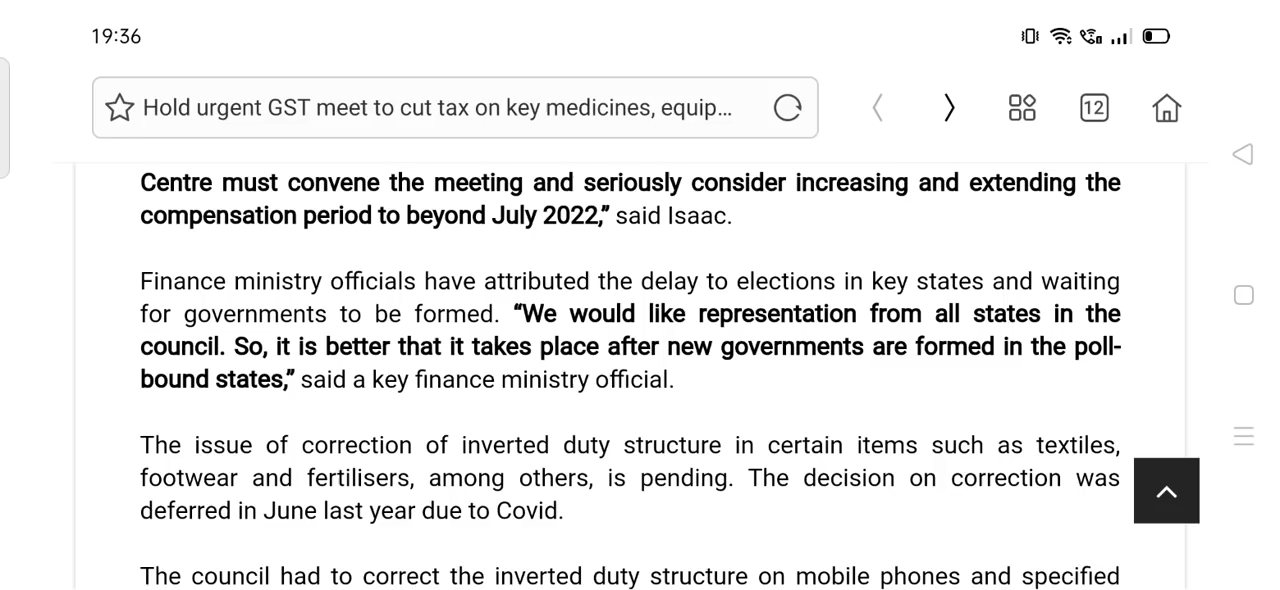 19:36
Hold urgent GST meet to cut tax on key medicines, equip...
12
Centre must convene the meeting and seriously consider increasing and extending the
compensation period to beyond July 2022,” said Isaac.
Finance ministry officials have attributed the delay to elections in key states and waiting
for governments to be formed. “We would like representation from all states in the
council. So, it is better that it takes place after new governments are formed in the poll-
bound states,” said a key finance ministry official.
The issue of correction of inverted duty structure in certain items such as textiles,
footwear and fertilisers, among others, is pending. The decision on correction was
deferred in June last year due to Covid.
The council had to correct the inverted duty structure on mobile phones and specified